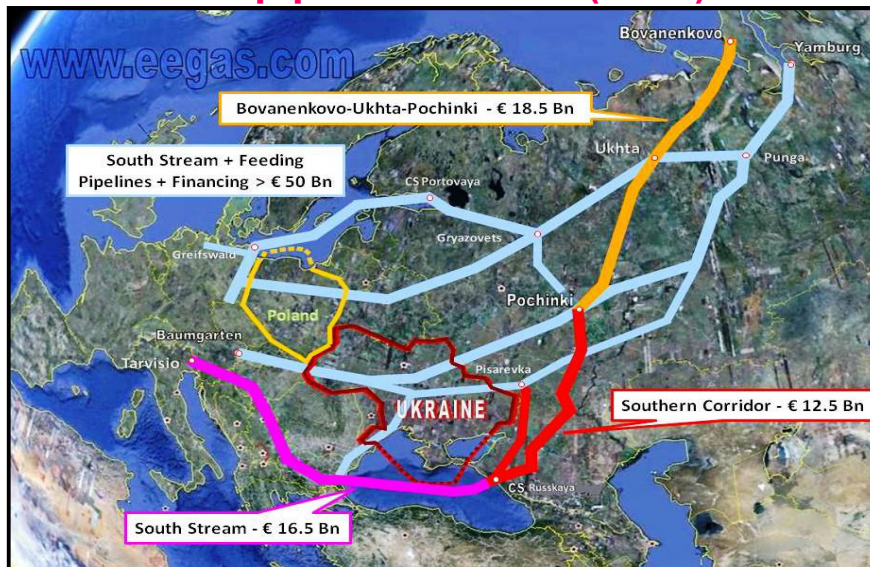 www.eegas.com
Bovanenkovo
Yamburg
Bovanenkovo-Ukhta-Pochinki - € 18.5 Bn
Ukhta
Punga
South Stream + Feeding
Pipelines + Financing > € 50 Bn
CS Portovaya
Gryazovets
Greifswald
Pochinki
Poland
Baumgarten
Tarvisio
Pisarevka
UKRAINE
Southern Corridor - € 12.5 Bn
CS Russkaya
South Stream - € 16.5 Bn